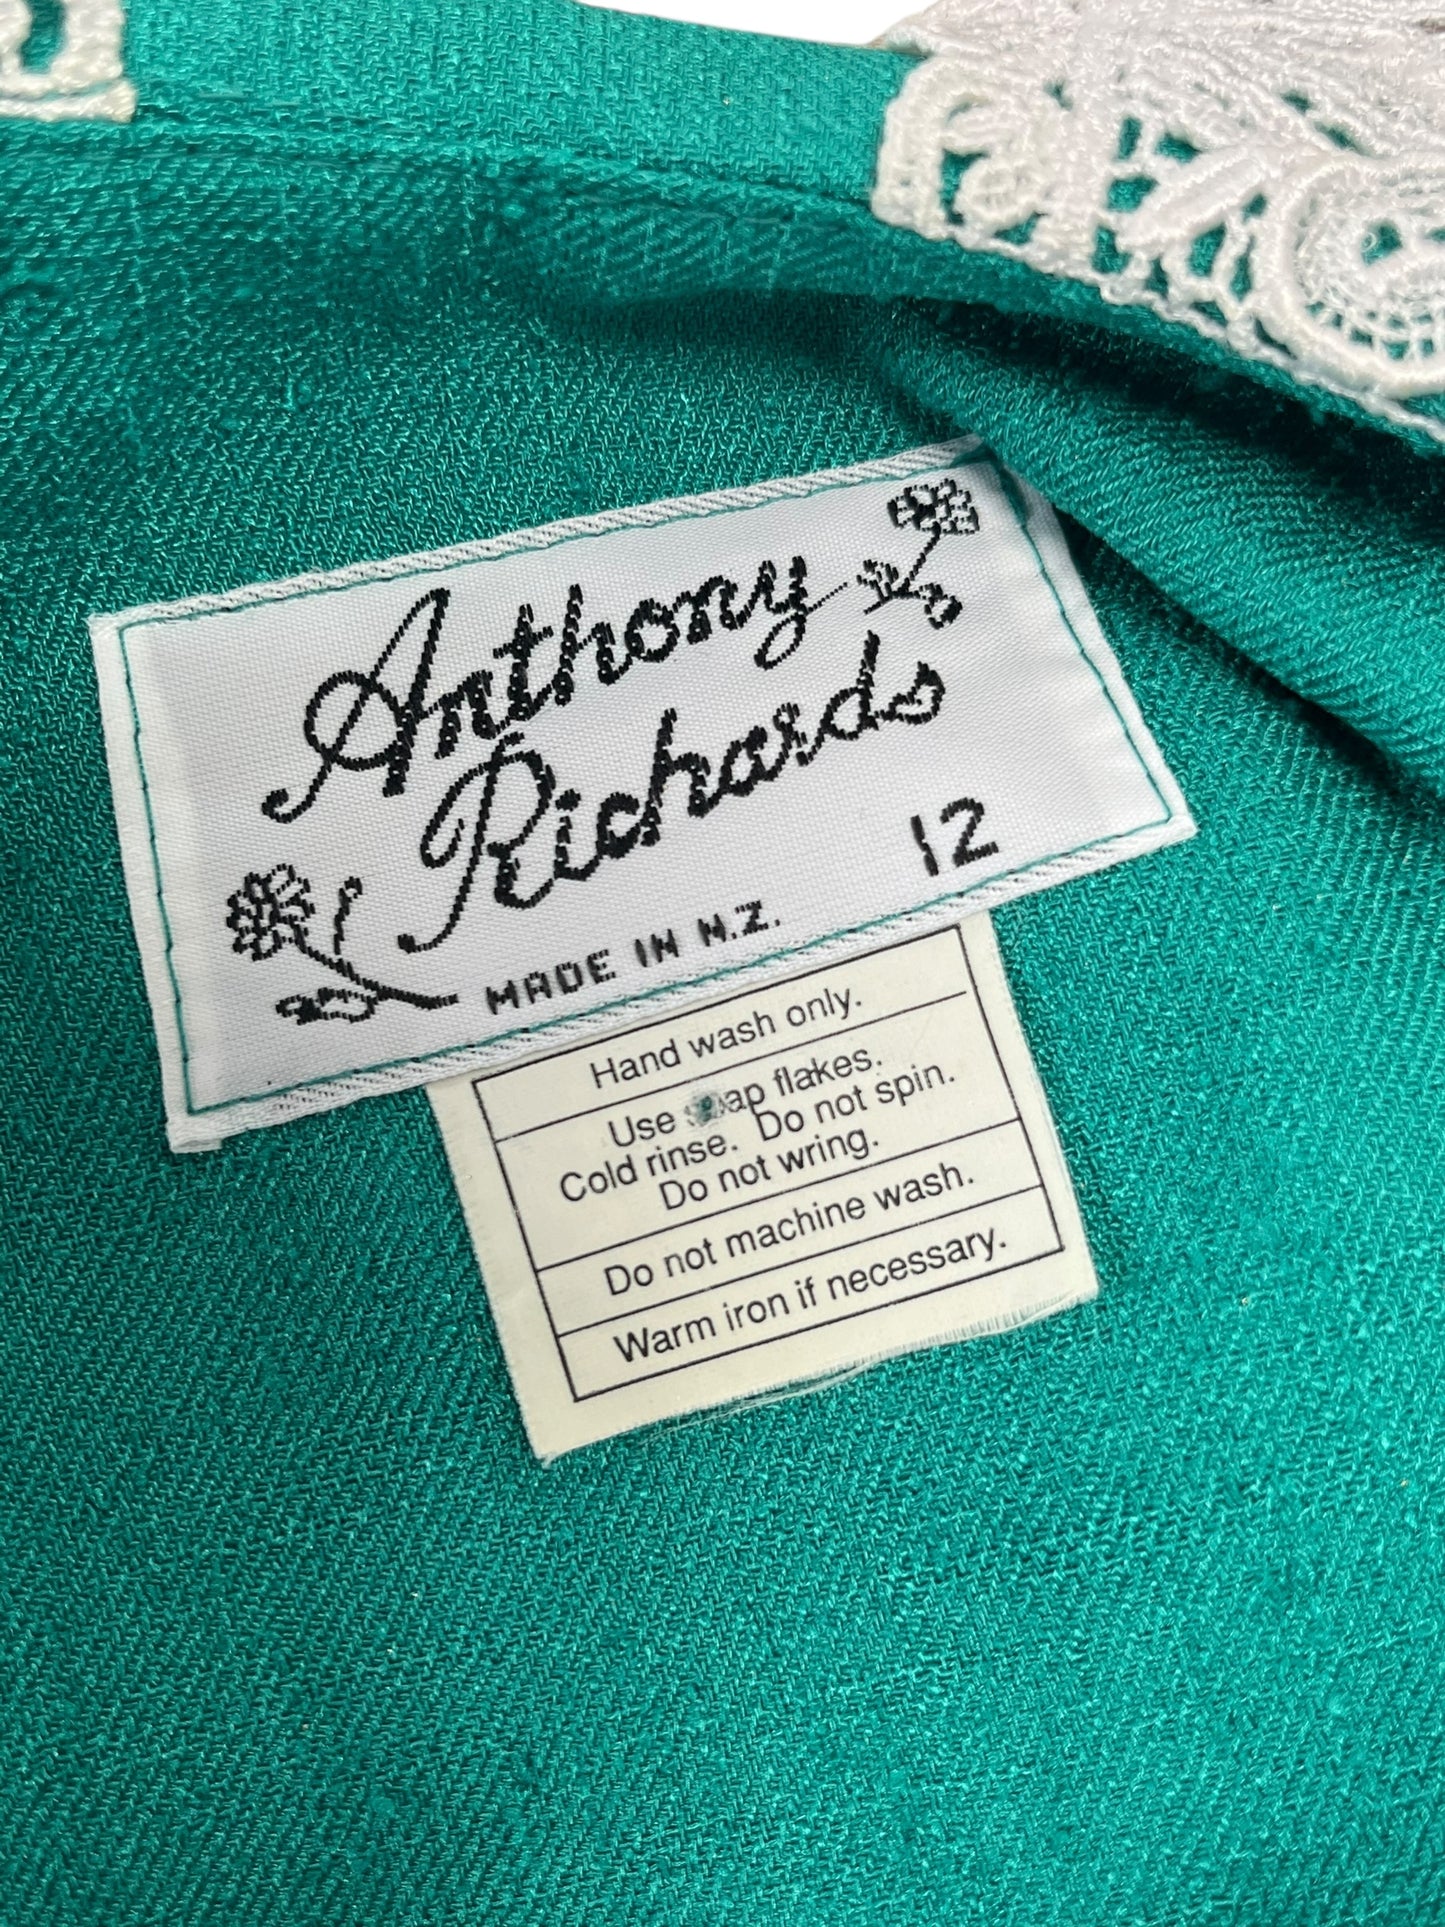 Anthony
Richards
12
MADE IN N.Z.
Hand wash only.
Use flakes.
Cold rinse. Do not spin.
Do not wring.
Do not machine wash.
Warm iron if necessary.